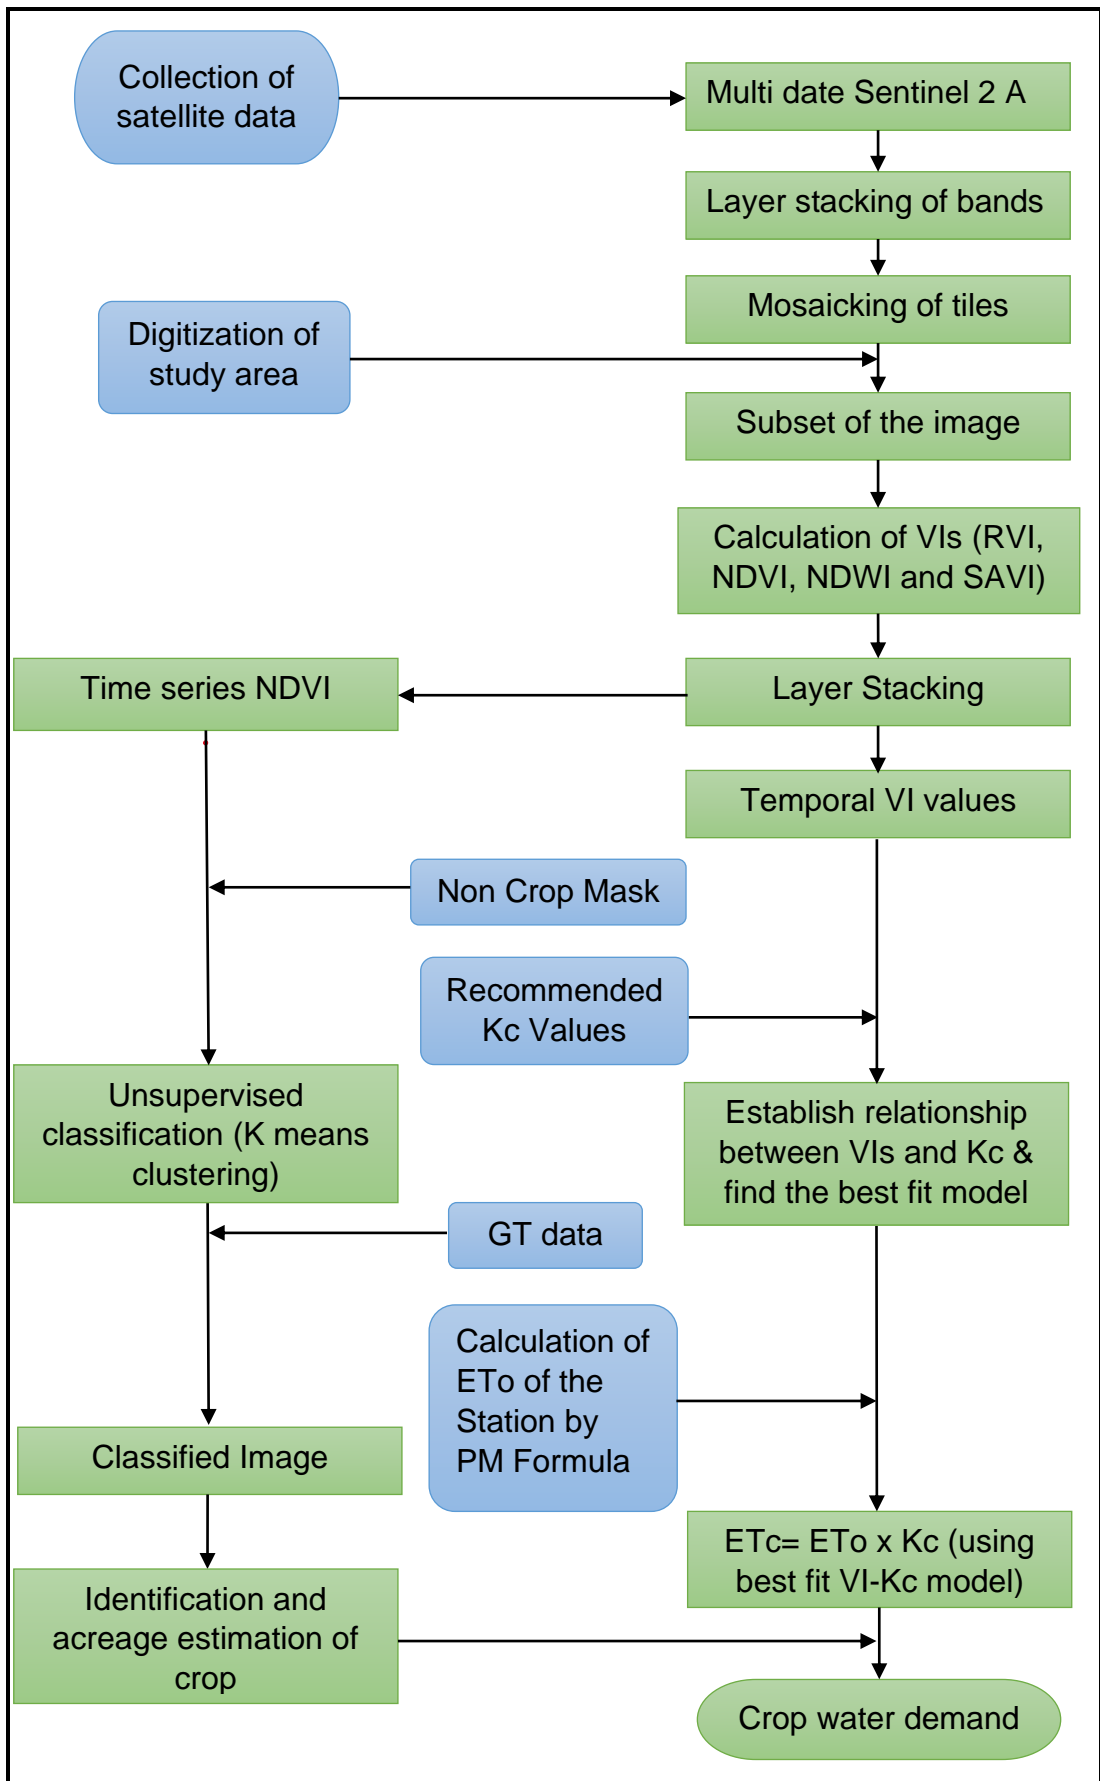 Collection of
satellite data
Multi date Sentinel 2 A
Layer stacking of bands
Mosaicking of tiles
Digitization of
study area
Subset of the image
Calculation of VIs (RVI,
NDVI, NDWI and SAVI)
Time series NDVI
Layer Stacking
Temporal VI values
Non Crop Mask
Recommended
Kc Values
Unsupervised
classification (K means
clustering)
Establish relationship
between VIs and Kc &
find the best fit model
GT data
Calculation of
ETo of the
Station by
PM Formula
Classified Image
ETc= ETo x Kc (using
best fit VI-Kc model)
Identification and
acreage estimation of
crop
Crop water demand